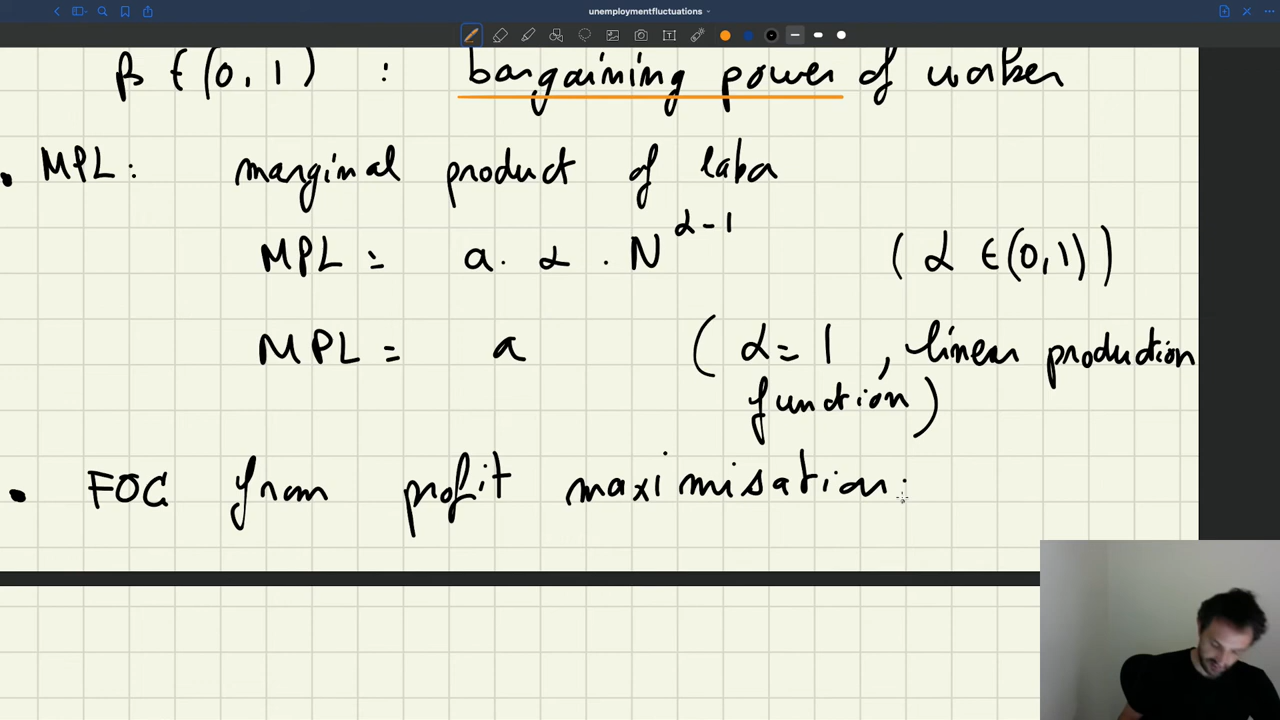 unemploymentfluctuations
β ∈ (0, 1) : bargaining power of worker
• MPL: marginal product of labor
MPL = a · α · N^{α-1} (α ∈ (0, 1))
MPL = a (α = 1, linear production
function)
• FOC from profit maximisation: